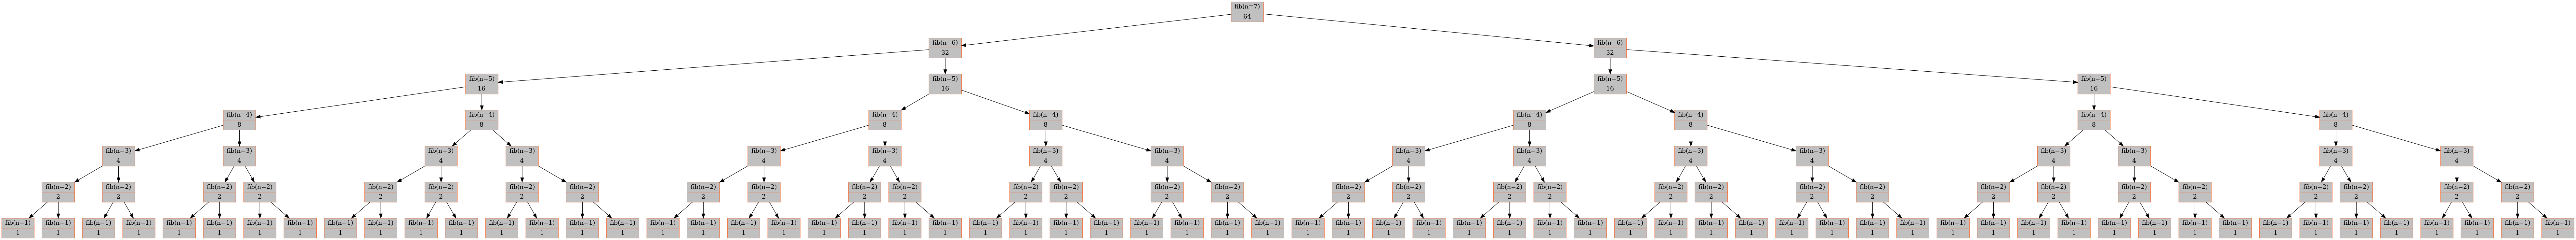 fib(n=7)
64
fib(n=6) fib(n=6)
32 32
fib(n=5) fib(n=5) fib(n=5) fib(n=5)
16 16 16 16
fib(n=4) fib(n=4) fib(n=4) fib(n=4) fib(n=4) fib(n=4) fib(n=4) fib(n=4)
8 8 8 8 8 8 8 8
fib(n=3) fib(n=3) fib(n=3) fib(n=3) fib(n=3) fib(n=3) fib(n=3) fib(n=3) fib(n=3) fib(n=3) fib(n=3) fib(n=3) fib(n=3) fib(n=3) fib(n=3) fib(n=3)
4 4 4 4 4 4 4 4 4 4 4 4 4 4 4 4
fib(n=2) fib(n=2) fib(n=2) fib(n=2) fib(n=2) fib(n=2) fib(n=2) fib(n=2) fib(n=2) fib(n=2) fib(n=2) fib(n=2) fib(n=2) fib(n=2) fib(n=2) fib(n=2) fib(n=2) fib(n=2) fib(n=2) fib(n=2) fib(n=2) fib(n=2) fib(n=2) fib(n=2) fib(n=2) fib(n=2) fib(n=2) fib(n=2) fib(n=2) fib(n=2) fib(n=2) fib(n=2)
2 2 2 2 2 2 2 2 2 2 2 2 2 2 2 2 2 2 2 2 2 2 2 2 2 2 2 2 2 2 2 2
fib(n=1) fib(n=1) fib(n=1) fib(n=1) fib(n=1) fib(n=1) fib(n=1) fib(n=1) fib(n=1) fib(n=1) fib(n=1) fib(n=1) fib(n=1) fib(n=1) fib(n=1) fib(n=1) fib(n=1) fib(n=1) fib(n=1) fib(n=1) fib(n=1) fib(n=1) fib(n=1) fib(n=1) fib(n=1) fib(n=1) fib(n=1) fib(n=1) fib(n=1) fib(n=1) fib(n=1) fib(n=1) fib(n=1) fib(n=1) fib(n=1) fib(n=1) fib(n=1) fib(n=1) fib(n=1) fib(n=1) fib(n=1) fib(n=1) fib(n=1) fib(n=1) fib(n=1) fib(n=1) fib(n=1) fib(n=1) fib(n=1) fib(n=1) fib(n=1) fib(n=1) fib(n=1) fib(n=1) fib(n=1) fib(n=1) fib(n=1) fib(n=1) fib(n=1) fib(n=1) fib(n=1) fib(n=1) fib(n=1) fib(n=1)
1 1 1 1 1 1 1 1 1 1 1 1 1 1 1 1 1 1 1 1 1 1 1 1 1 1 1 1 1 1 1 1 1 1 1 1 1 1 1 1 1 1 1 1 1 1 1 1 1 1 1 1 1 1 1 1 1 1 1 1 1 1 1 1